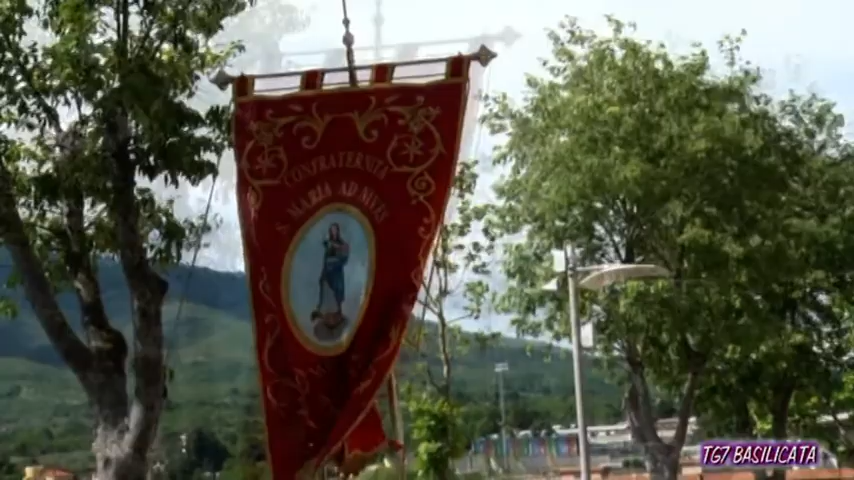 CONFRATERNITA
S. MARIA AD NIVES
TG7 BASILICATA